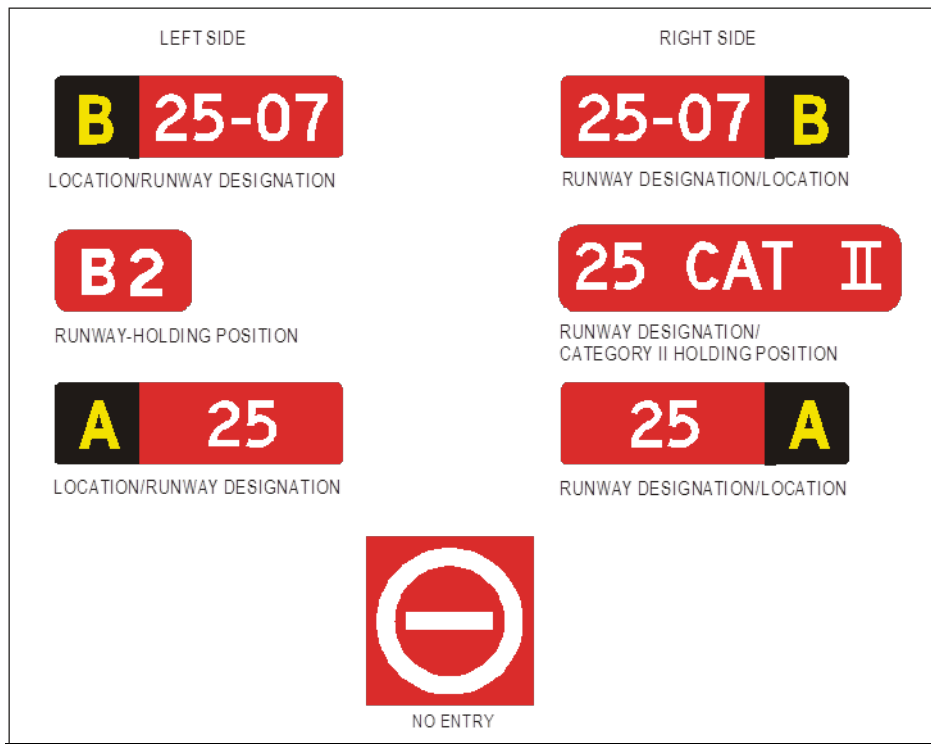 LEFT SIDE
RIGHT SIDE
B 25-07
25-07 B
LOCATION/RUNWAY DESIGNATION
RUNWAY DESIGNATION/LOCATION
B2
25 CAT II
RUNWAY-HOLDING POSITION
RUNWAY DESIGNATION/
CATEGORY II HOLDING POSITION
A 25
25 A
LOCATION/RUNWAY DESIGNATION
RUNWAY DESIGNATION/LOCATION
NO ENTRY